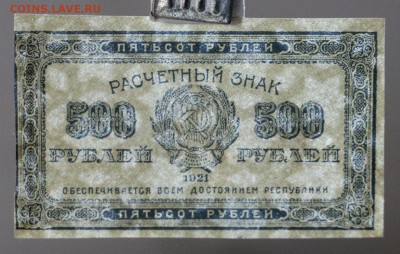 COINS.LAVE.RU
ПЯТЬСОТ РУБЛЕЙ
РАСЧЕТНЫЙ ЗНАК
500 500
РУБЛЕЙ РУБЛЕЙ
1921
ОБЕСПЕЧИВАЕТСЯ ВСЕМ ДОСТОЯНИЕМ РЕСПУБЛИКИ
ПЯТЬСОТ РУБЛЕЙ